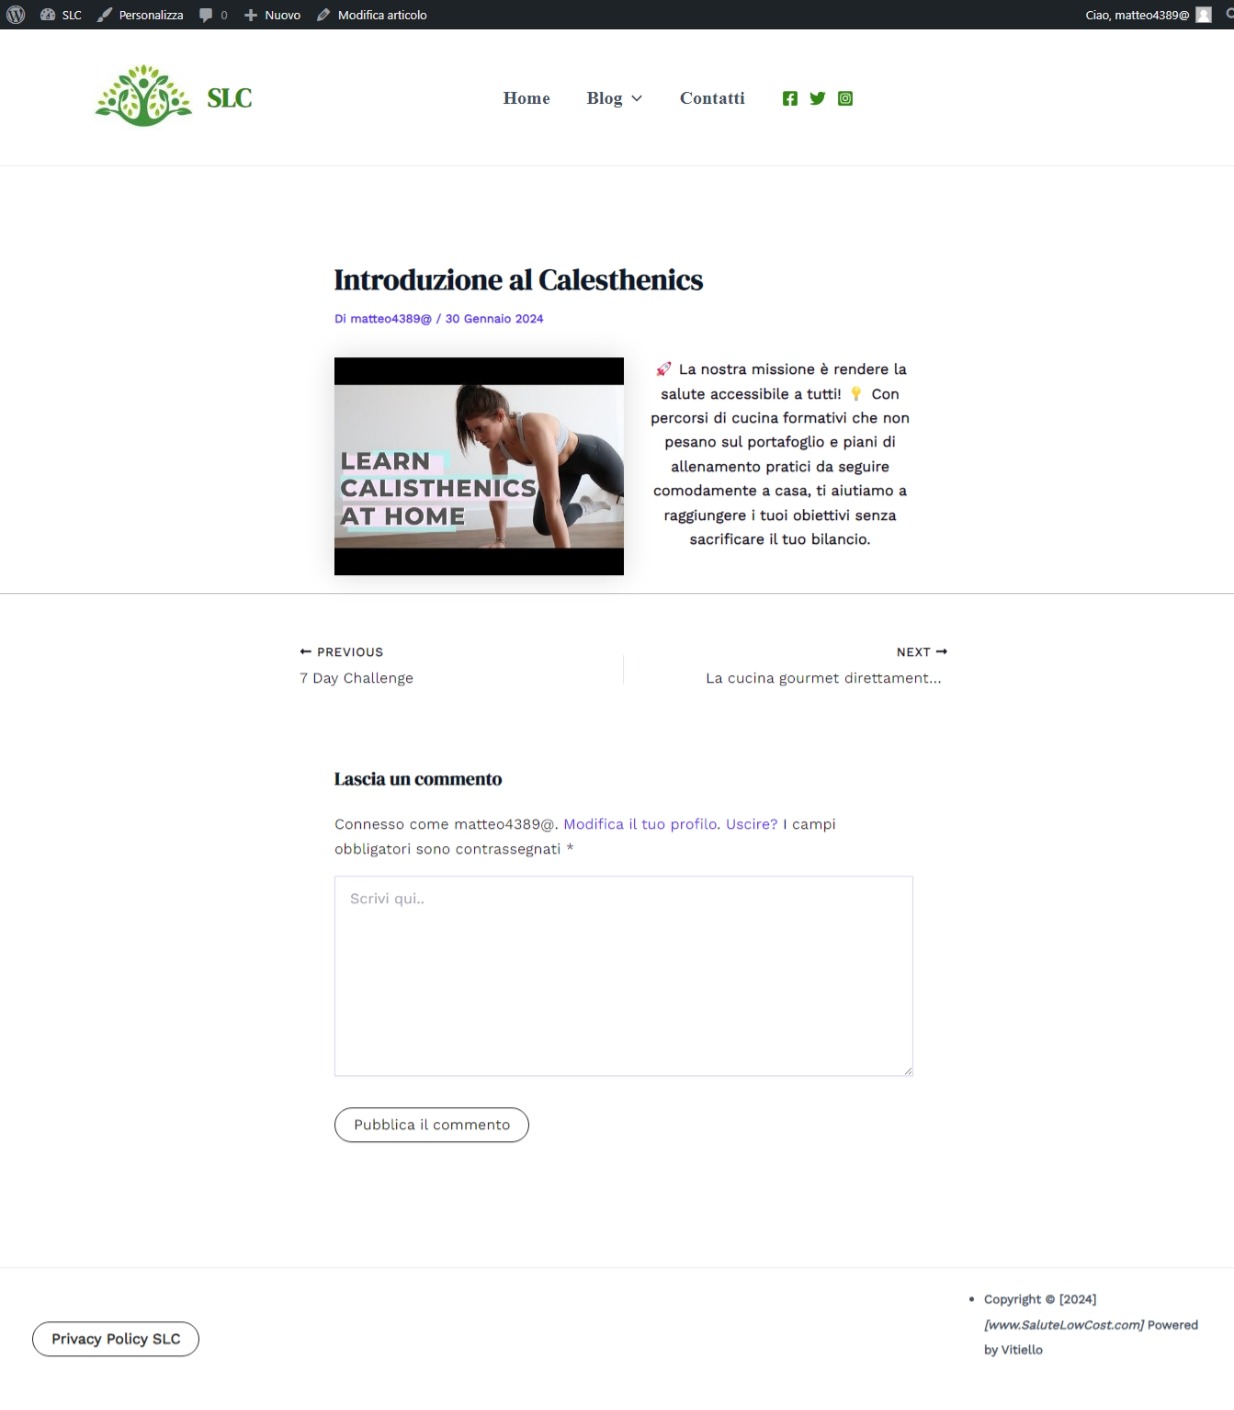 SLC
Personalizza
0
Nuovo
Modifica articolo
Ciao, matteo4389@
SLC
Home
Blog
Contatti
Introduzione al Calesthenics
Di matteo4389@ / 30 Gennaio 2024
LEARN
CALISTHENICS
AT HOME
🚀 La nostra missione è rendere la
salute accessibile a tutti! 💡 Con
percorsi di cucina formativi che non
pesano sul portafoglio e piani di
allenamento pratici da seguire
comodamente a casa, ti aiutiamo a
raggiungere i tuoi obiettivi senza
sacrificare il tuo bilancio.
← PREVIOUS
7 Day Challenge
NEXT →
La cucina gourmet direttament...
Lascia un commento
Connesso come matteo4389@. Modifica il tuo profilo. Uscire? I campi
obbligatori sono contrassegnati *
Scrivi qui..
Pubblica il commento
Privacy Policy SLC
• Copyright © [2024]
[www.SaluteLowCost.com] Powered
by Vitiello